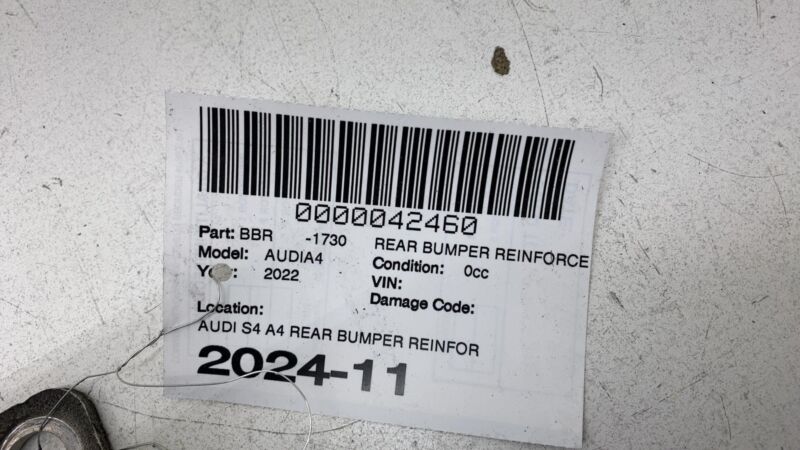 0000042460
Part: BBR -1730 REAR BUMPER REINFORCE
Model: AUDIA4 Condition: 0cc
2022 VIN:
Damage Code:
Location:
AUDI S4 A4 REAR BUMPER REINFOR
2024-11